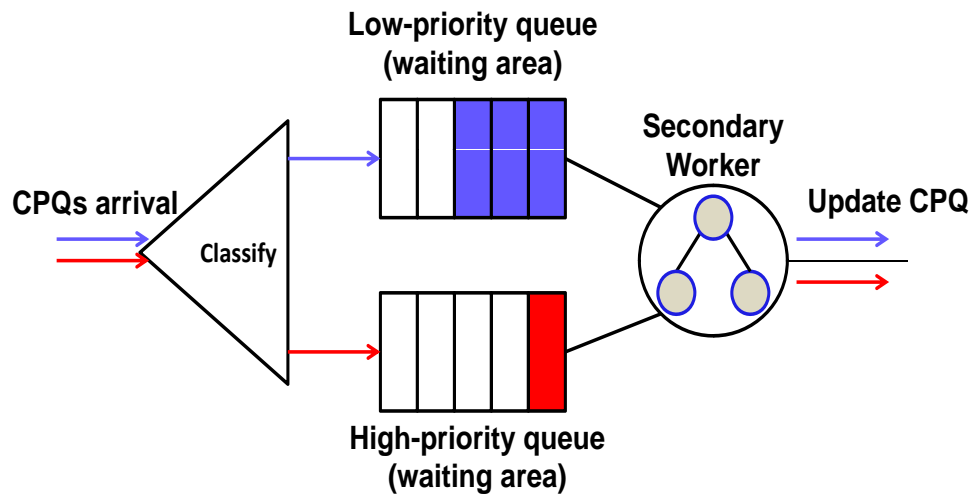 Low-priority queue
(waiting area)
Secondary
Worker
CPQs arrival
Update CPQ
Classify
High-priority queue
(waiting area)